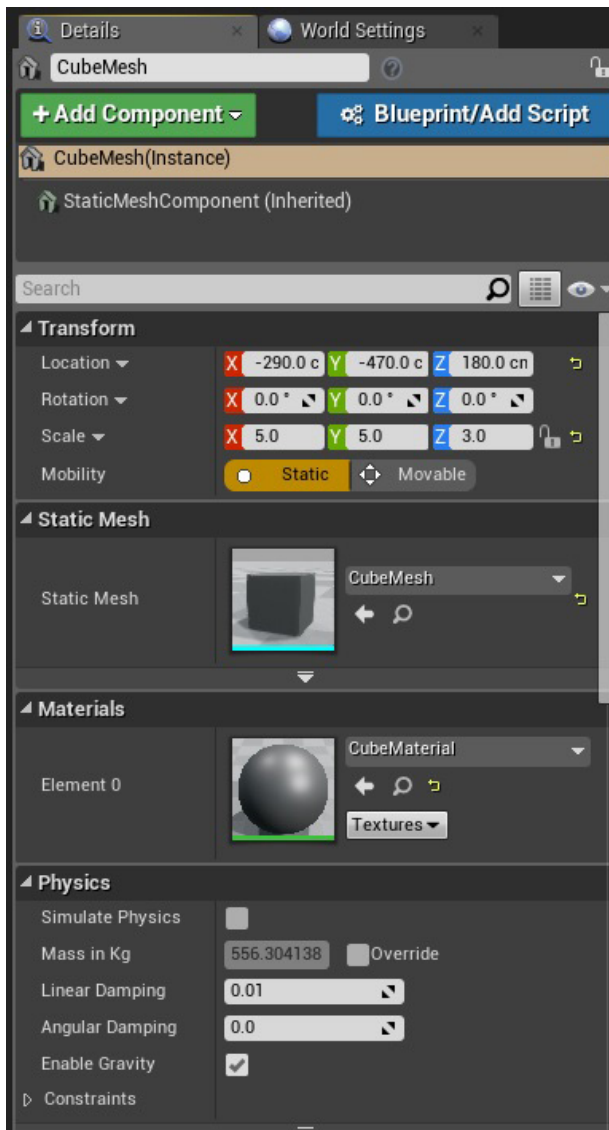 Details
World Settings
CubeMesh
+Add Component
Blueprint/Add Script
CubeMesh(Instance)
StaticMeshComponent (Inherited)
Search
Transform
Location X -290.0 c Y -470.0 c Z 180.0 cm
Rotation X 0.0 ° Y 0.0 ° Z 0.0 °
Scale X 5.0 Y 5.0 Z 3.0
Mobility Static Movable
Static Mesh
Static Mesh CubeMesh
Materials
Element 0 CubeMaterial
Textures
Physics
Simulate Physics
Mass in Kg 556.304138 Override
Linear Damping 0.01
Angular Damping 0.0
Enable Gravity
Constraints